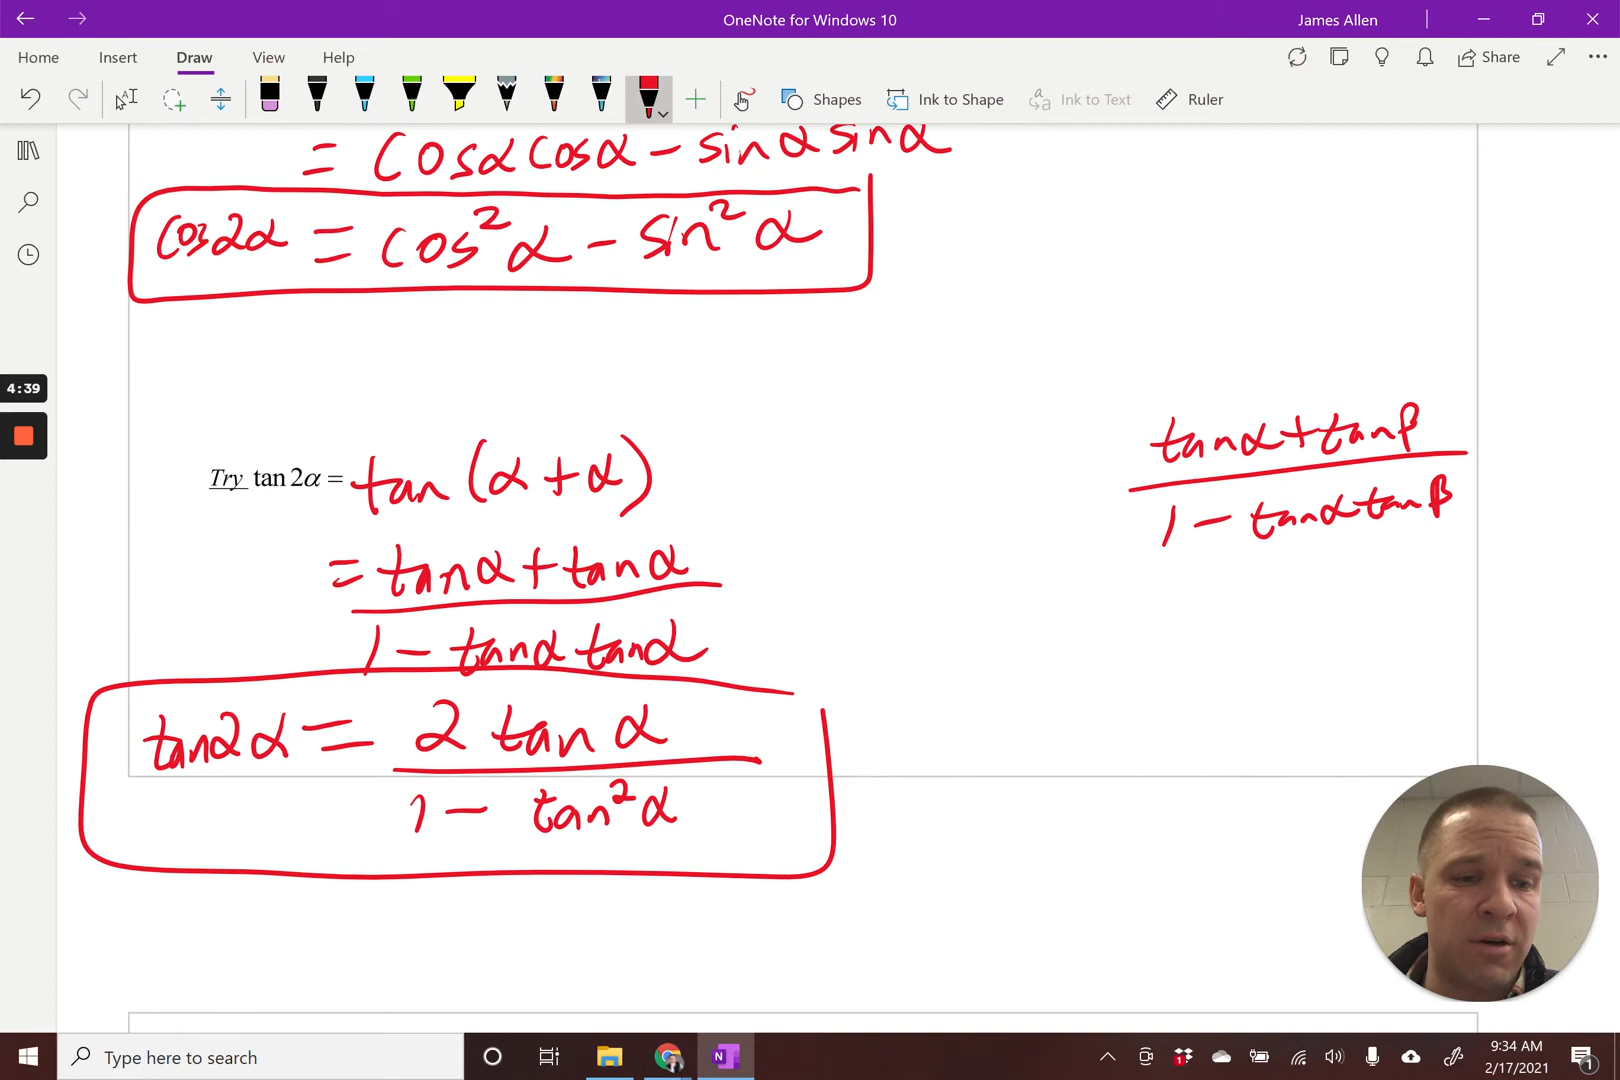 OneNote for Windows 10
James Allen
Home Insert Draw View Help
Share
Shapes
Ink to Shape
Ink to Text
Ruler
= cosα cosα − sinα sinα
cos2α = cos²α − sin²α
4:39
Try tan 2α = tan (α + α)
= tanα + tanα
1 − tanα tanα
tan2α = 2 tanα
1 − tan²α
tanα + tanβ
1 − tanα tanβ
Type here to search
9:34 AM
2/17/2021
1
1